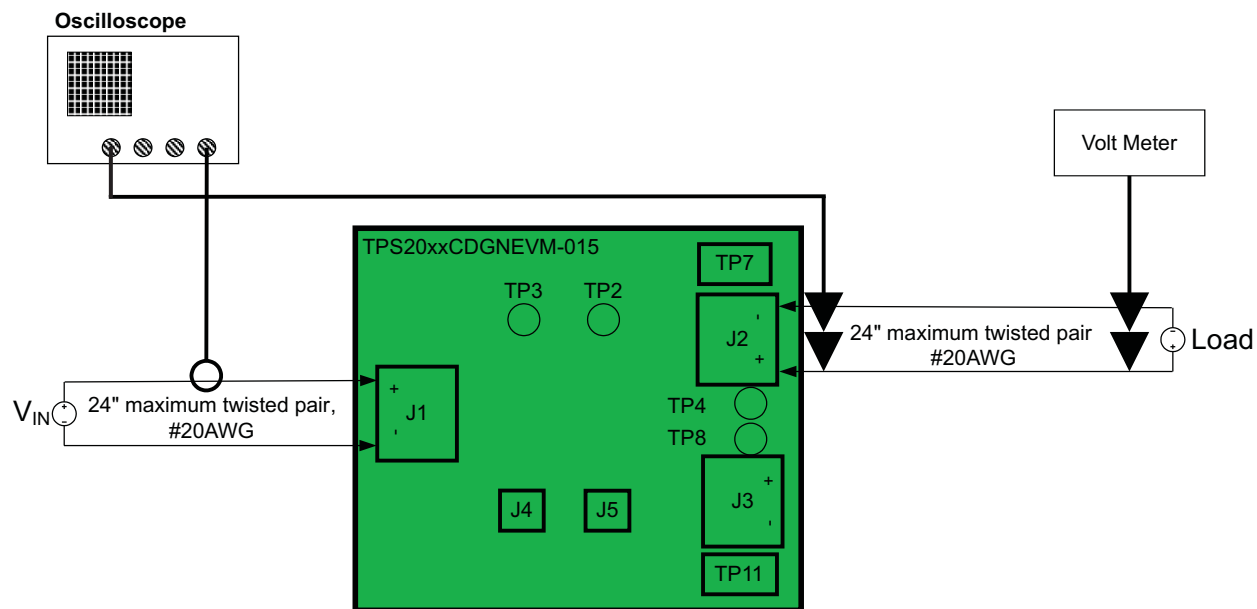 Oscilloscope
Volt Meter
TPS20xxCDGNEVM-015
TP7
TP3
TP2
-
J2
+
24" maximum twisted pair
#20AWG
- +
Load
VIN
+
-
24" maximum twisted pair,
#20AWG
+
J1
-
TP4
TP8
J4
J5
+
J3
-
TP11